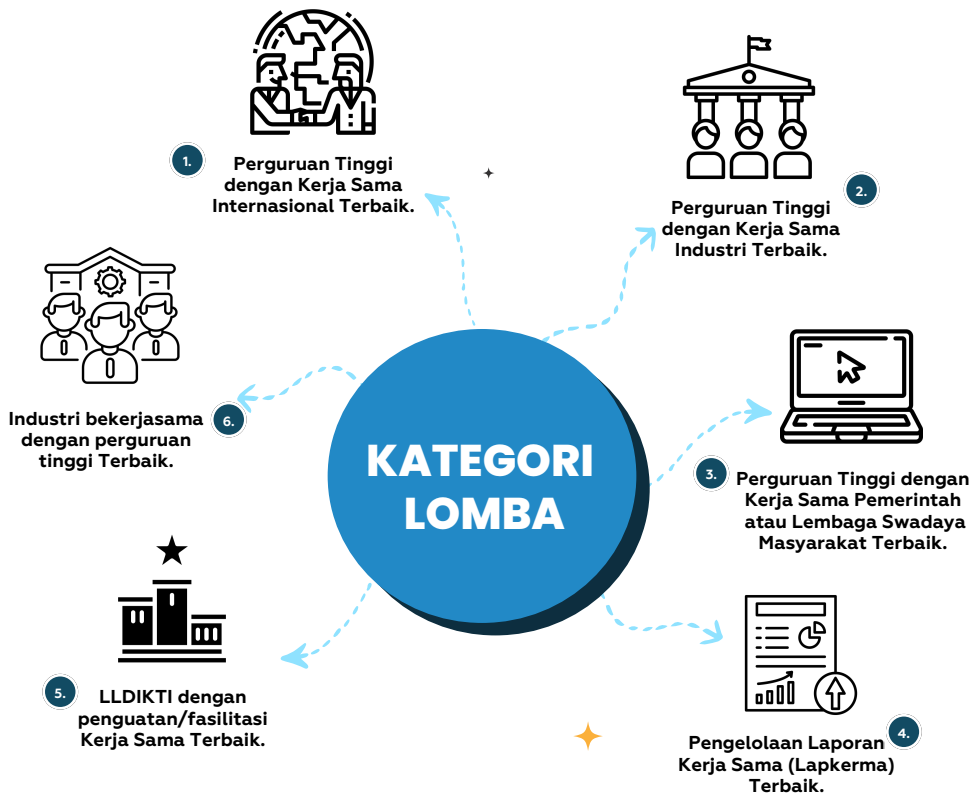 KATEGORI
LOMBA
1.
Perguruan Tinggi
dengan Kerja Sama
Internasional Terbaik.
2.
Perguruan Tinggi
dengan Kerja Sama
Industri Terbaik.
3.
Perguruan Tinggi dengan
Kerja Sama Pemerintah
atau Lembaga Swadaya
Masyarakat Terbaik.
4.
Pengelolaan Laporan
Kerja Sama (Lapkerma)
Terbaik.
5.
LLDIKTI dengan
penguatan/fasilitasi
Kerja Sama Terbaik.
6.
Industri bekerjasama
dengan perguruan
tinggi Terbaik.